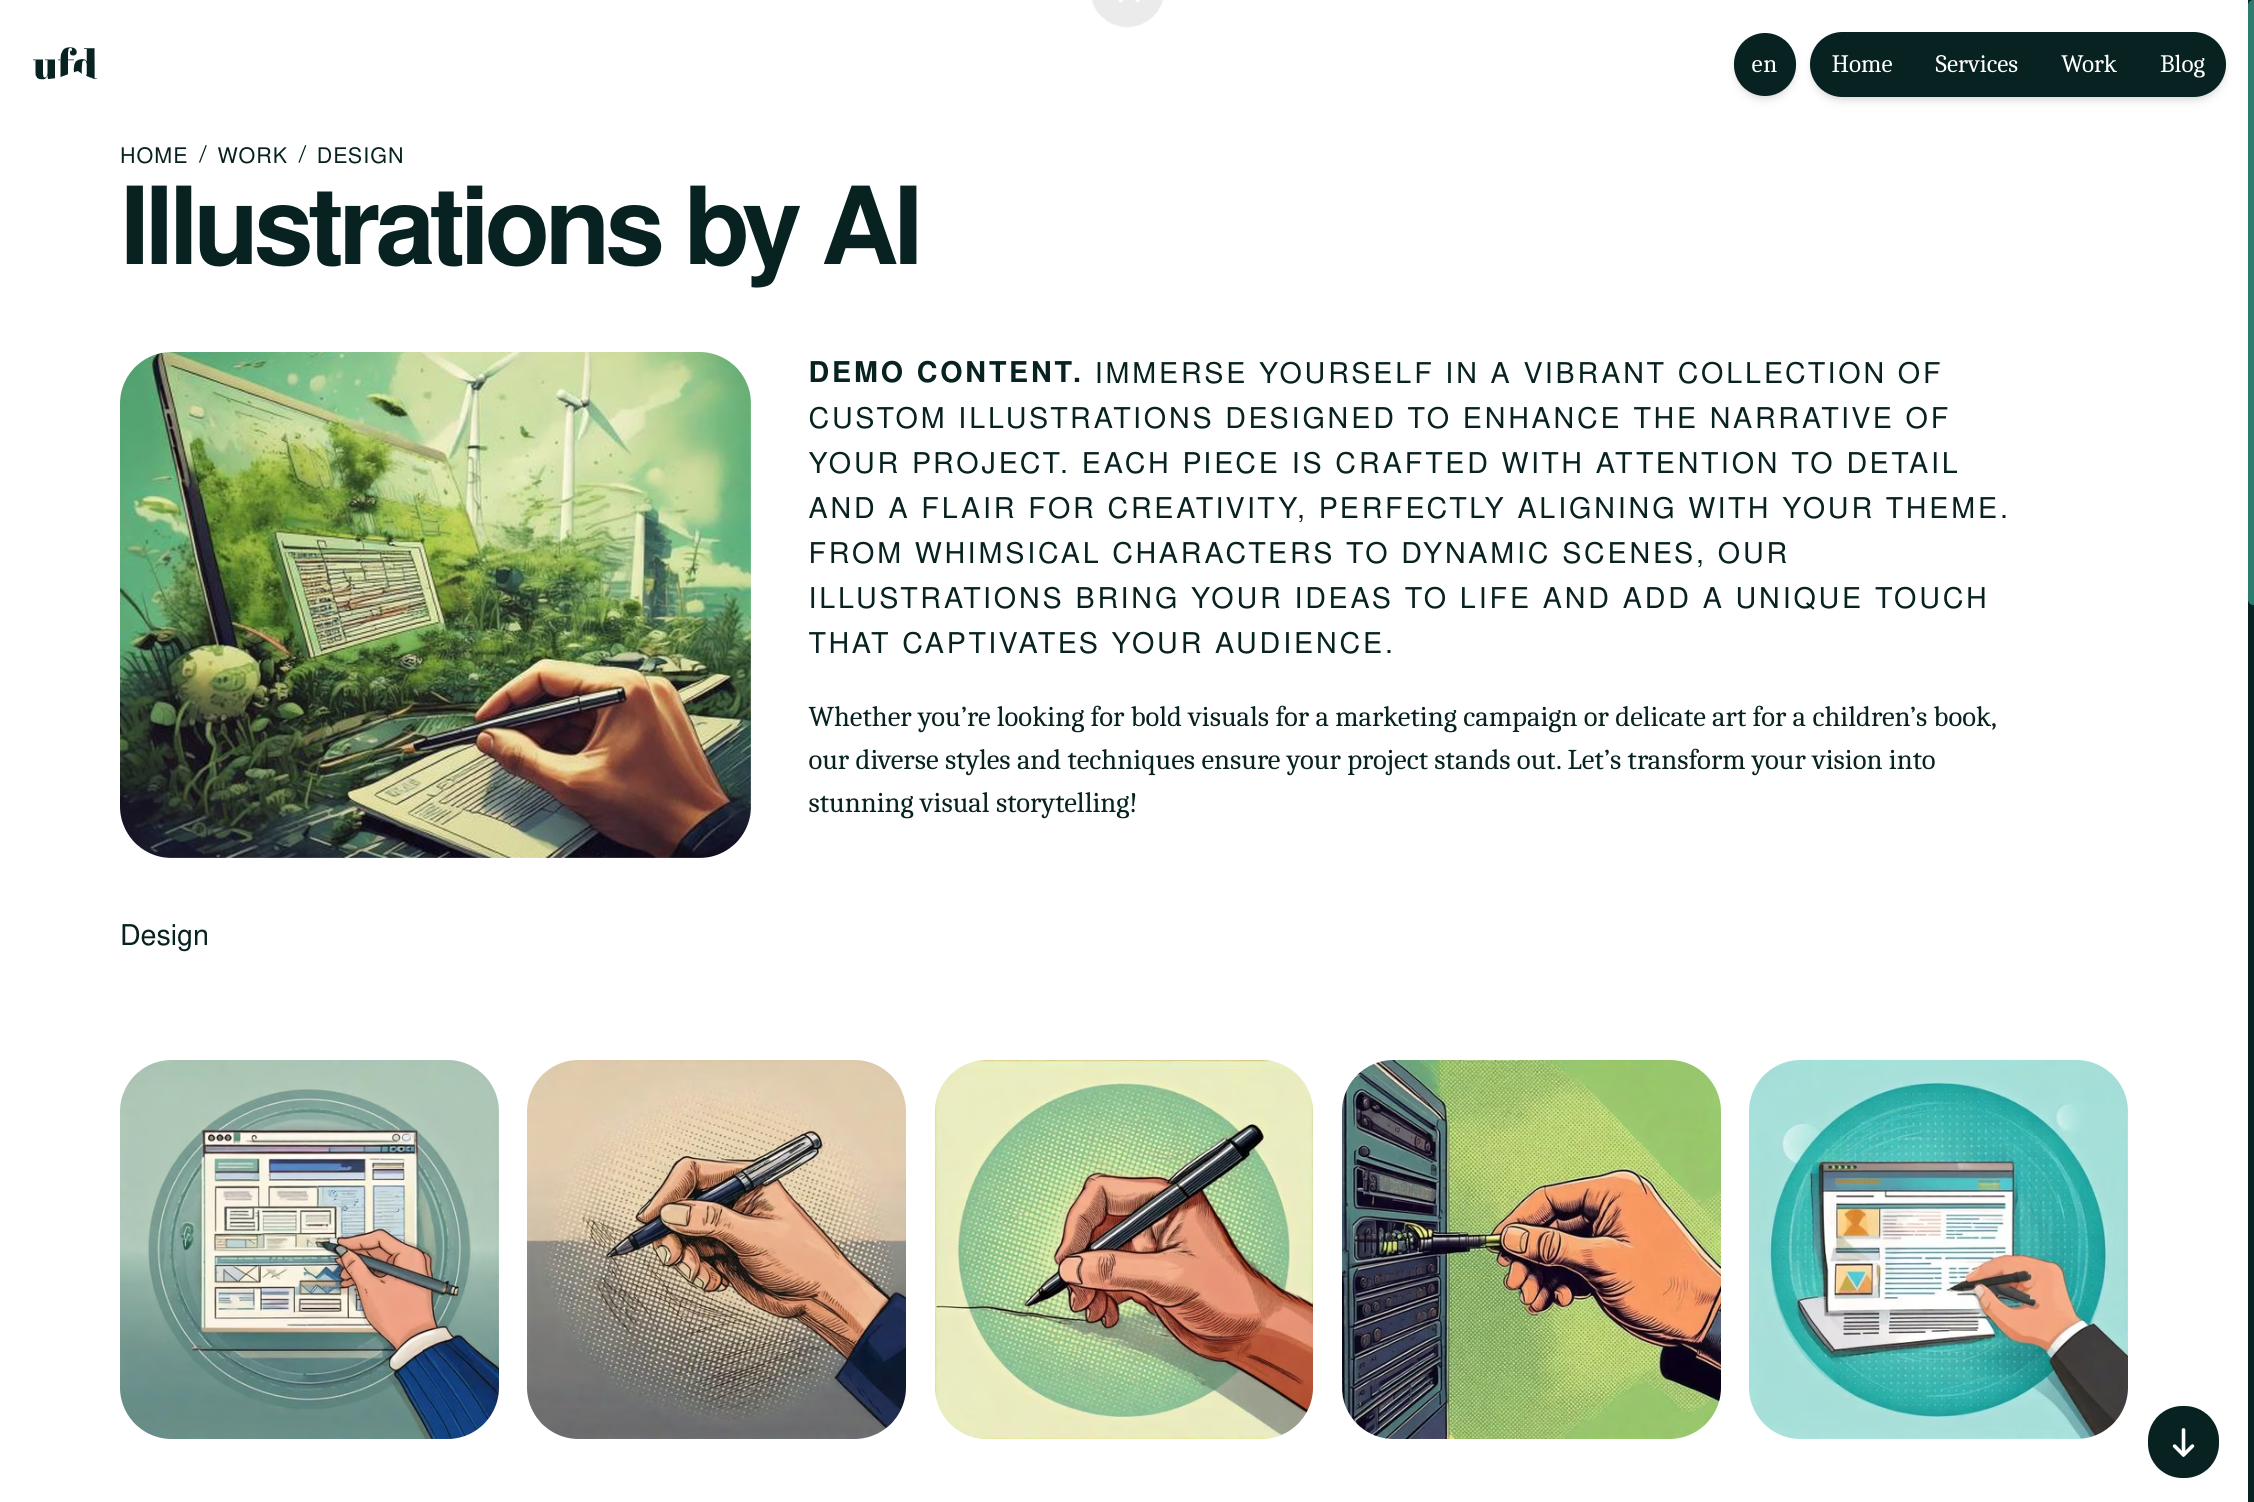 ufd
en
Home Services Work Blog
HOME / WORK / DESIGN
Illustrations by AI
DEMO CONTENT. IMMERSE YOURSELF IN A VIBRANT COLLECTION OF
CUSTOM ILLUSTRATIONS DESIGNED TO ENHANCE THE NARRATIVE OF
YOUR PROJECT. EACH PIECE IS CRAFTED WITH ATTENTION TO DETAIL
AND A FLAIR FOR CREATIVITY, PERFECTLY ALIGNING WITH YOUR THEME.
FROM WHIMSICAL CHARACTERS TO DYNAMIC SCENES, OUR
ILLUSTRATIONS BRING YOUR IDEAS TO LIFE AND ADD A UNIQUE TOUCH
THAT CAPTIVATES YOUR AUDIENCE.
Whether you’re looking for bold visuals for a marketing campaign or delicate art for a children’s book,
our diverse styles and techniques ensure your project stands out. Let’s transform your vision into
stunning visual storytelling!
Design